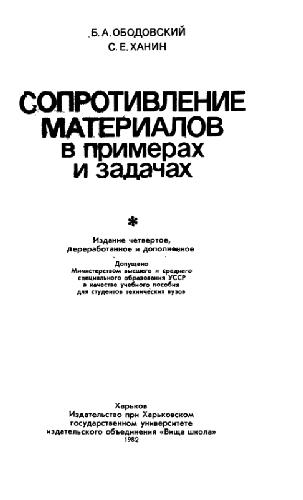 Б. А. ОБОДОВСКИЙ
С. Е. ХАНИН
СОПРОТИВЛЕНИЕ
МАТЕРИАЛОВ
в примерах
и задачах
*
Издание четвертое,
переработанное и дополненное
Допущено
Министерством высшего и среднего
специального образования УССР
в качестве учебного пособия
для студентов технических вузов
Харьков
Издательство при Харьковском
государственном университете
издательского объединения «Вища школа»
1982